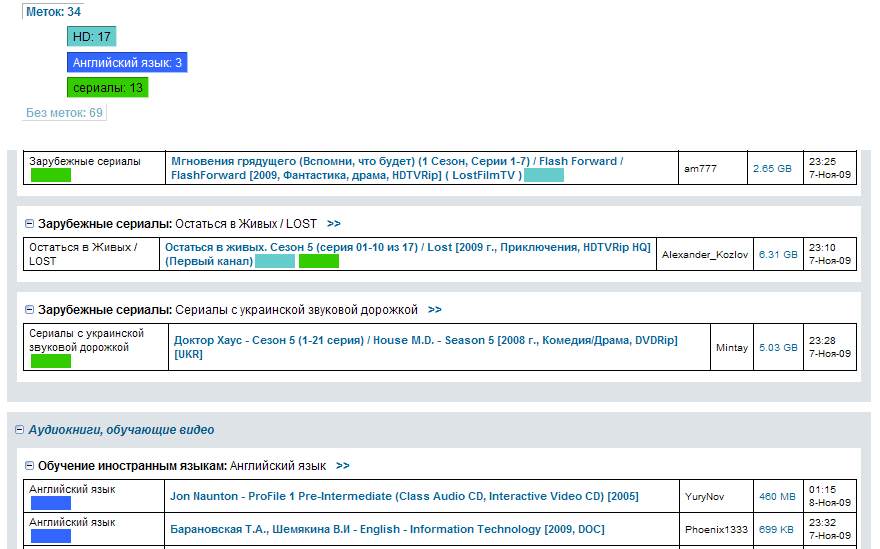 Меток: 34
HD: 17
Английский язык: 3
сериалы: 13
Без меток: 69
Зарубежные сериалы
Мгновения грядущего (Вспомни, что будет) (1 Сезон, Серии 1-7) / Flash Forward /
FlashForward [2009, Фантастика, драма, HDTVRip] ( LostFilmTV )
am777
2.65 GB
23:25
7-Ноя-09
Зарубежные сериалы: Остаться в Живых / LOST >>
Остаться в Живых /
LOST
Остаться в живых. Сезон 5 (серия 01-10 из 17) / Lost [2009 г., Приключения, HDTVRip HQ]
(Первый канал)
Alexander_Kozlov
6.31 GB
23:10
7-Ноя-09
Зарубежные сериалы: Сериалы с украинской звуковой дорожкой >>
Сериалы с украинской
звуковой дорожкой
Доктор Хаус - Сезон 5 (1-21 серия) / House M.D. - Season 5 [2008 г., Комедия/Драма, DVDRip]
[UKR]
Mintay
5.03 GB
23:28
7-Ноя-09
Аудиокниги, обучающие видео
Обучение иностранным языкам: Английский язык >>
Английский язык
Jon Naunton - ProFile 1 Pre-Intermediate (Class Audio CD, Interactive Video CD) [2005]
YuryNov
460 MB
01:15
8-Ноя-09
Английский язык
Барановская Т.А., Шемякина В.И - English - Information Technology [2009, DOC]
Phoenix1333
699 KB
23:32
7-Ноя-09